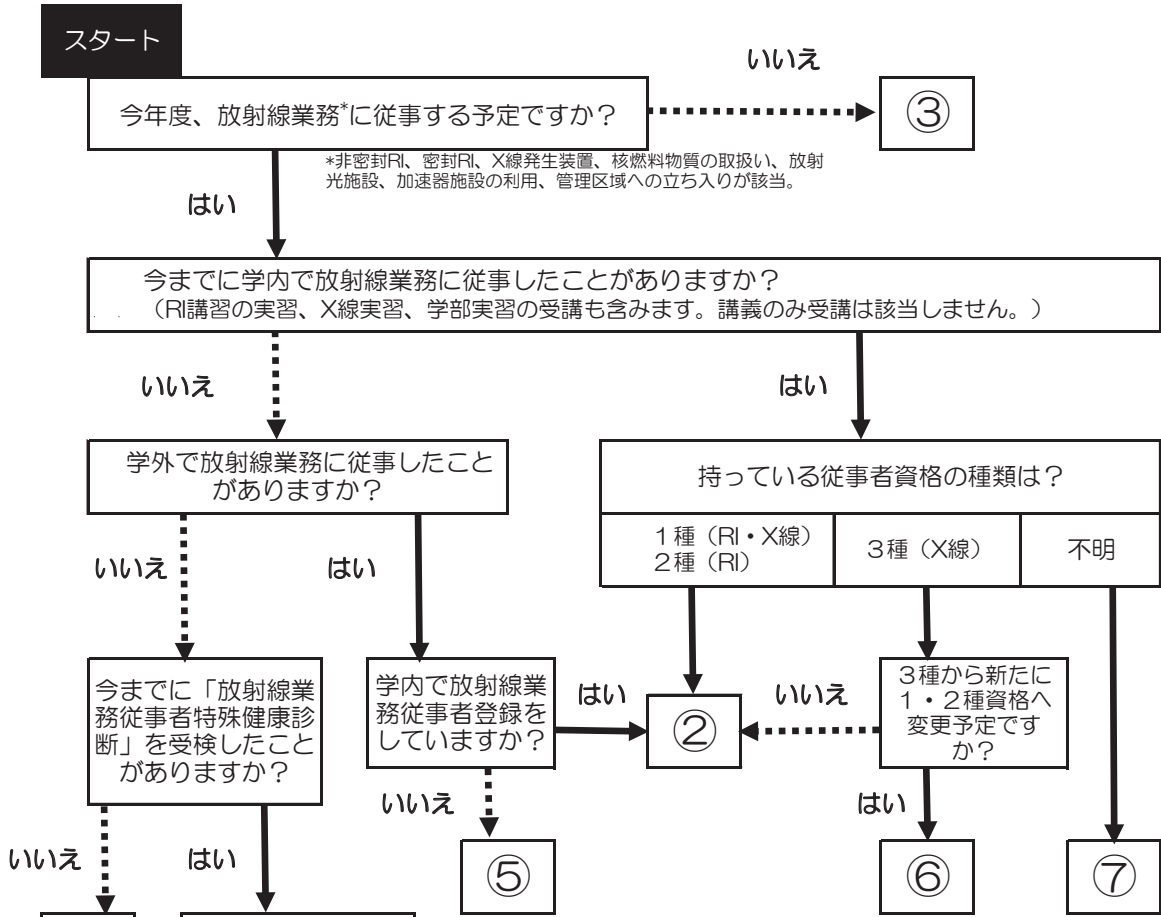 スタート
いいえ
今年度、放射線業務*に従事する予定ですか？
③
*非密封RI、密封RI、X線発生装置、核燃料物質の取扱い、放射
光施設、加速器施設の利用、管理区域への立ち入りが該当。
はい
今までに学内で放射線業務に従事したことがありますか？
（RI講習の実習、X線実習、学部実習の受講も含みます。講義のみ受講は該当しません。）
いいえ
はい
学外で放射線業務に従事したこと
がありますか？
持っている従事者資格の種類は？
１種（RI・X線）
２種（RI）
３種（X線）
不明
いいえ
はい
今までに「放射線業
務従事者特殊健康診
断」を受検したこと
がありますか？
学内で放射線業
務従事者登録を
していますか？
はい
②
いいえ
３種から新たに
１・２種資格へ
変更予定です
か？
いいえ
はい
いいえ
はい
⑤
⑥
⑦